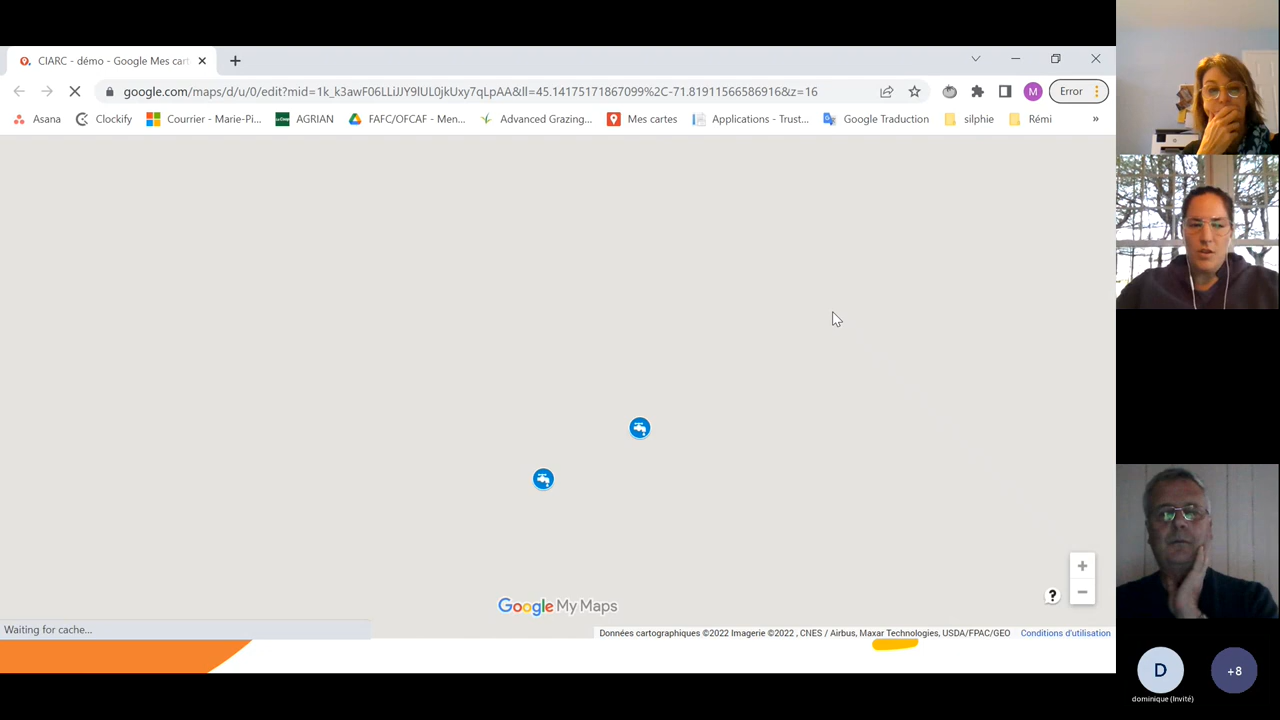 CIARC - démo - Google Mes cart
google.com/maps/d/u/0/edit?mid=1k_k3awF06LLiJJY9IUL0jkUxy7qLpAA&ll=45.14175171867099%2C-71.81911566586916&z=16
M
Error
Asana
Clockify
Courrier - Marie-Pi...
AGRIAN
FAFC/OFCAF - Men...
Advanced Grazing...
Mes cartes
Applications - Trust...
Google Traduction
silphie
Rémi
»
Google My Maps
?
Waiting for cache...
Données cartographiques ©2022 Imagerie ©2022 , CNES / Airbus, Maxar Technologies, USDA/FPAC/GEO
Conditions d'utilisation
D
+8
dominique (Invité)